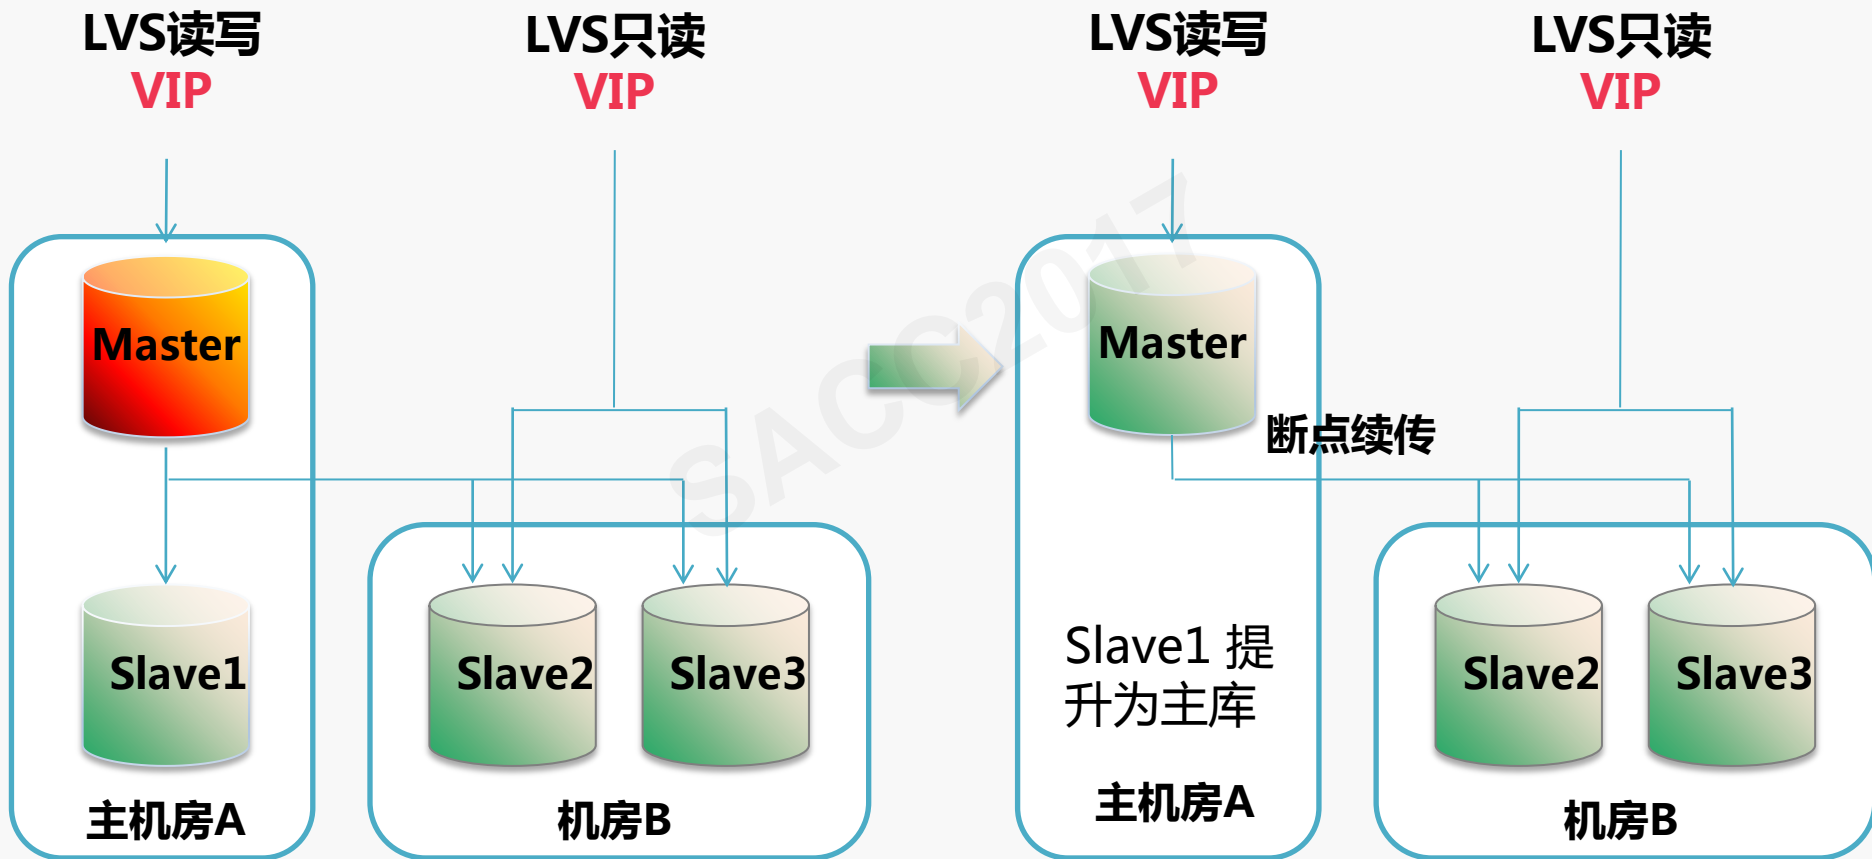 LVS读写
VIP
LVS只读
VIP
LVS读写
VIP
LVS只读
VIP
Master
Master
断点续传
Slave1
Slave2
Slave3
Slave1 提
升为主库
Slave2
Slave3
主机房A
机房B
主机房A
机房B
SACC2017